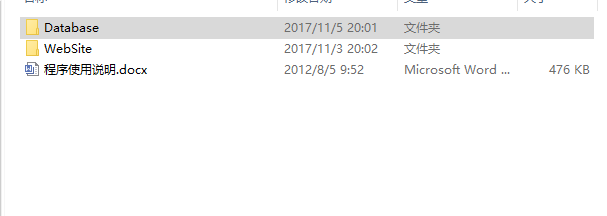 Database 2017/11/5 20:01 文件夹
WebSite 2017/11/3 20:02 文件夹
程序使用说明.docx 2012/8/5 9:52 Microsoft Word ... 476 KB